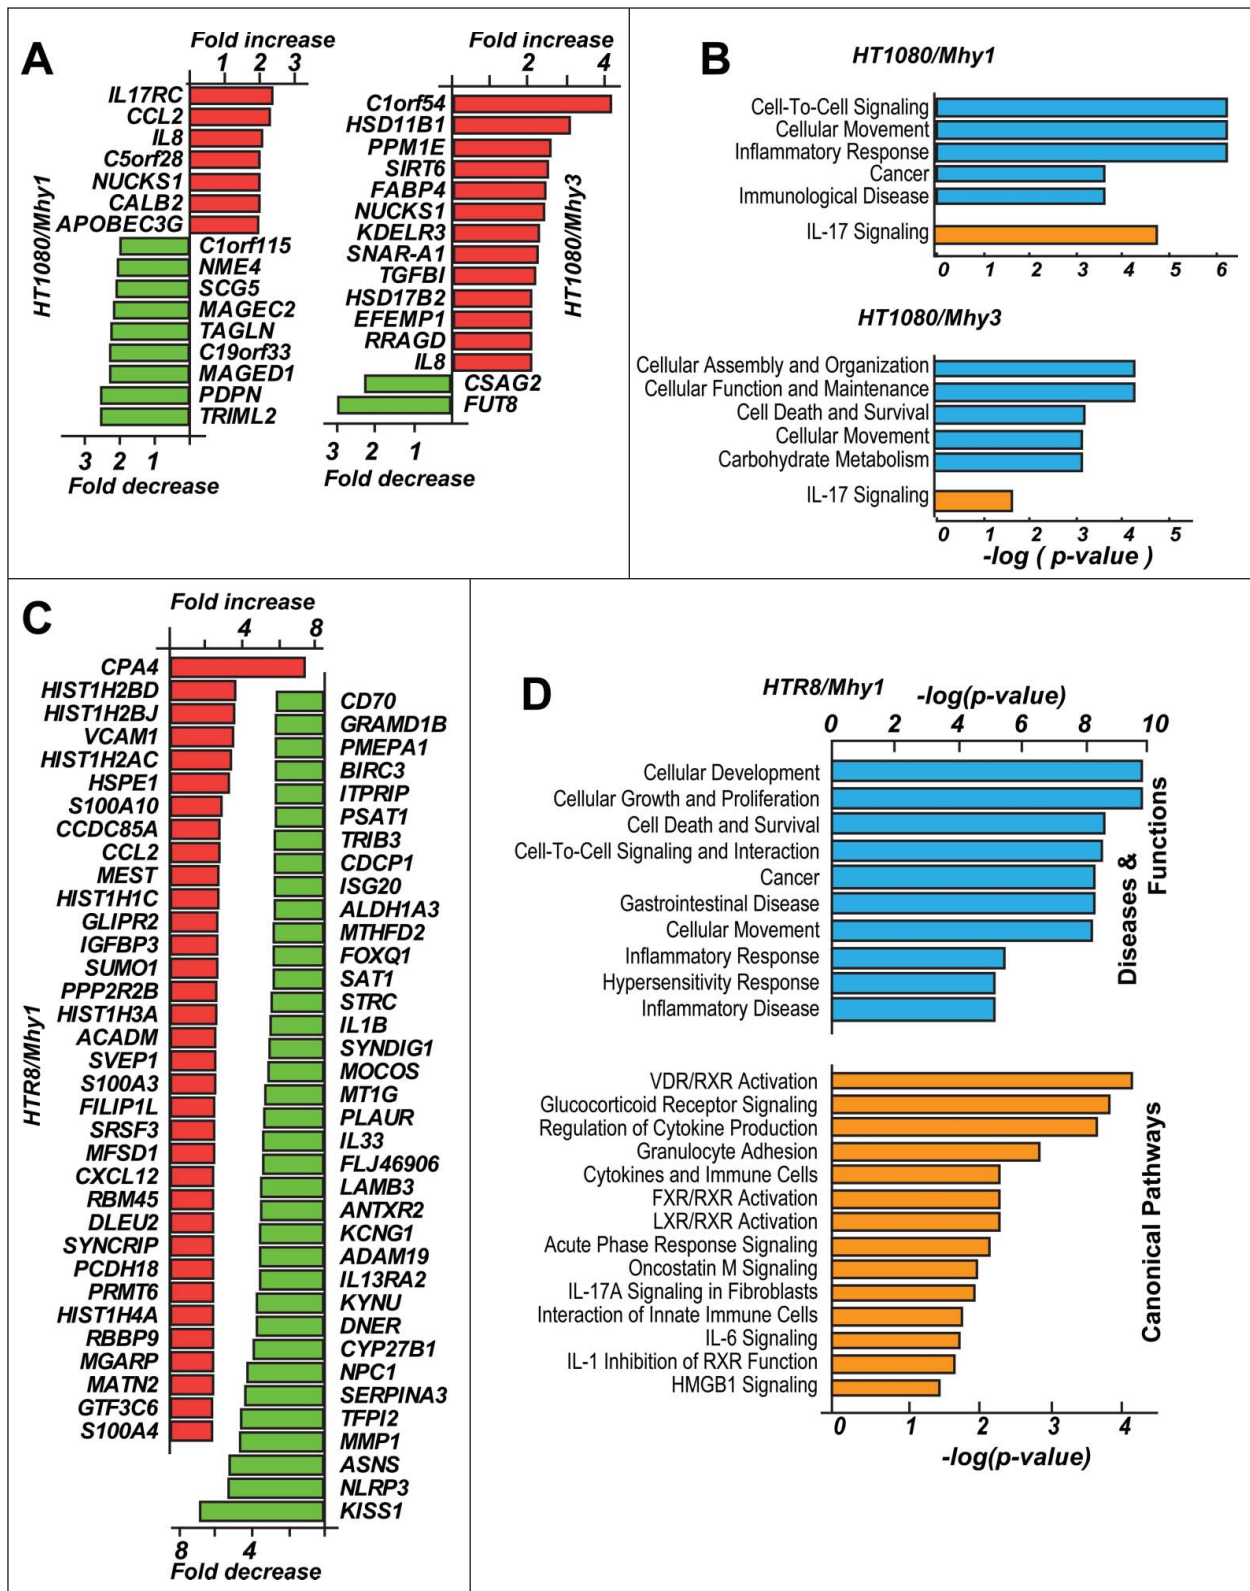 A
Fold increase
1 2 3
HT1080/Mhy1
IL17RC
CCL2
IL8
C5orf28
NUCKS1
CALB2
APOBEC3G
C1orf115
NME4
SCG5
MAGEC2
TAGLN
C19orf33
MAGED1
PDPN
TRIML2
3 2 1
Fold decrease
Fold increase
2 4
C1orf54
HSD11B1
PPM1E
SIRT6
FABP4
NUCKS1
KDELR3
SNAR-A1
TGFBI
HSD17B2
EFEMP1
RRAGD
IL8
CSAG2
FUT8
HT1080/Mhy3
3 2 1
Fold decrease
B
HT1080/Mhy1
Cell-To-Cell Signaling
Cellular Movement
Inflammatory Response
Cancer
Immunological Disease
IL-17 Signaling
0 1 2 3 4 5 6
HT1080/Mhy3
Cellular Assembly and Organization
Cellular Function and Maintenance
Cell Death and Survival
Cellular Movement
Carbohydrate Metabolism
IL-17 Signaling
0 1 2 3 4 5
-log ( p-value )
C
Fold increase
4 8
HTR8/Mhy1
CPA4
HIST1H2BD
HIST1H2BJ
VCAM1
HIST1H2AC
HSPE1
S100A10
CCDC85A
CCL2
MEST
HIST1H1C
GLIPR2
IGFBP3
SUMO1
PPP2R2B
HIST1H3A
ACADM
SVEP1
S100A3
FILIP1L
SRSF3
MFSD1
CXCL12
RBM45
DLEU2
SYNCRIP
PCDH18
PRMT6
HIST1H4A
RBBP9
MGARP
MATN2
GTF3C6
S100A4
CD70
GRAMD1B
PMEPA1
BIRC3
ITPRIP
PSAT1
TRIB3
CDCP1
ISG20
ALDH1A3
MTHFD2
FOXQ1
SAT1
STRC
IL1B
SYNDIG1
MOCOS
MT1G
PLAUR
IL33
FLJ46906
LAMB3
ANTXR2
KCNG1
ADAM19
IL13RA2
KYNU
DNER
CYP27B1
NPC1
SERPINA3
TFPI2
MMP1
ASNS
NLRP3
KISS1
8 4
Fold decrease
D
HTR8/Mhy1 -log(p-value)
0 2 4 6 8 10
Cellular Development
Cellular Growth and Proliferation
Cell Death and Survival
Cell-To-Cell Signaling and Interaction
Cancer
Gastrointestinal Disease
Cellular Movement
Inflammatory Response
Hypersensitivity Response
Inflammatory Disease
Diseases &
Functions
VDR/RXR Activation
Glucocorticoid Receptor Signaling
Regulation of Cytokine Production
Granulocyte Adhesion
Cytokines and Immune Cells
FXR/RXR Activation
LXR/RXR Activation
Acute Phase Response Signaling
Oncostatin M Signaling
IL-17A Signaling in Fibroblasts
Interaction of Innate Immune Cells
IL-6 Signaling
IL-1 Inhibition of RXR Function
HMGB1 Signaling
Canonical Pathways
0 1 2 3 4
-log(p-value)